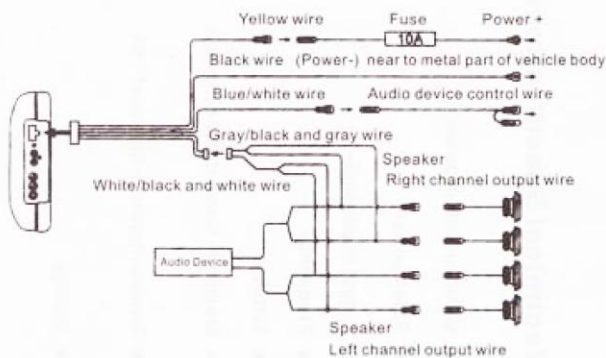 Yellow wire Fuse Power +
10A
Black wire (Power-) near to metal part of vehicle body
Blue/white wire Audio device control wire
Gray/black and gray wire
Speaker
Right channel output wire
White/black and white wire
Audio Device
Speaker
Left channel output wire